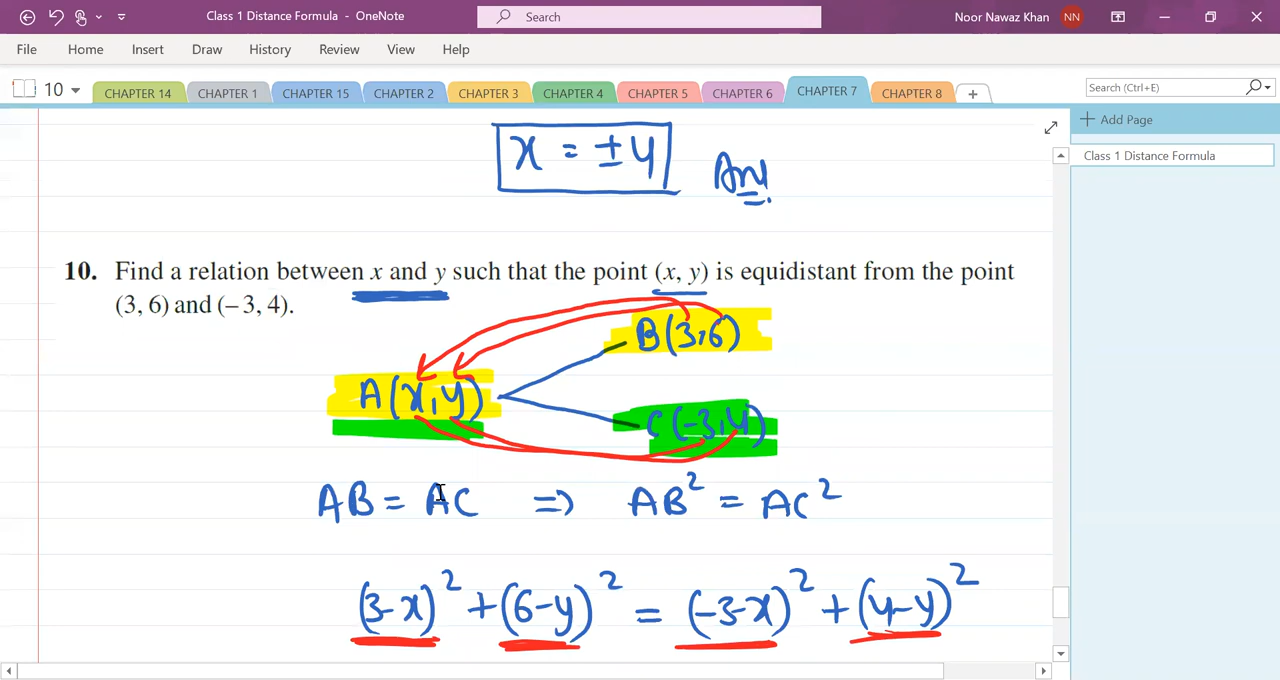 Class 1 Distance Formula - OneNote
Search
Noor Nawaz Khan NN
File Home Insert Draw History Review View Help
10 CHAPTER 14 CHAPTER 1 CHAPTER 15 CHAPTER 2 CHAPTER 3 CHAPTER 4 CHAPTER 5 CHAPTER 6 CHAPTER 7 CHAPTER 8 +
Search (Ctrl+E)
+ Add Page
Class 1 Distance Formula
x = ±4 Ans.
10. Find a relation between x and y such that the point (x, y) is equidistant from the point
(3, 6) and (– 3, 4).
B(3,6)
A(x,y)
C(-3,4)
AB = AC => AB² = AC²
(3-x)² + (6-y)² = (-3-x)² + (4-y)²